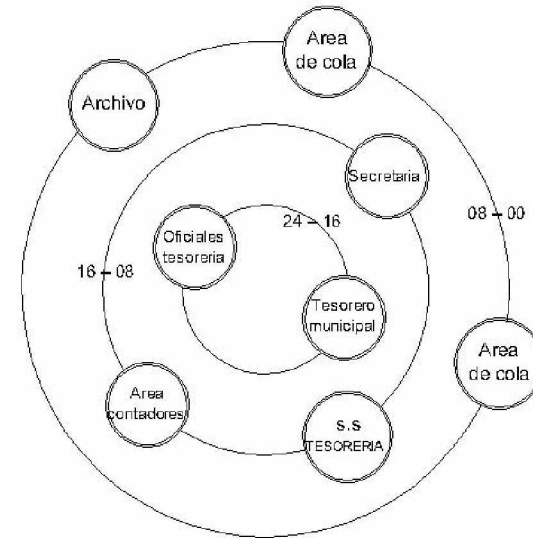 Area
de cola
Archivo
Secretaria
08 – 00
24 – 16
Oficiales
tesoreria
16 – 08
Tesorero
municipal
Area
de cola
Area
contadores
s.s
TESORERIA